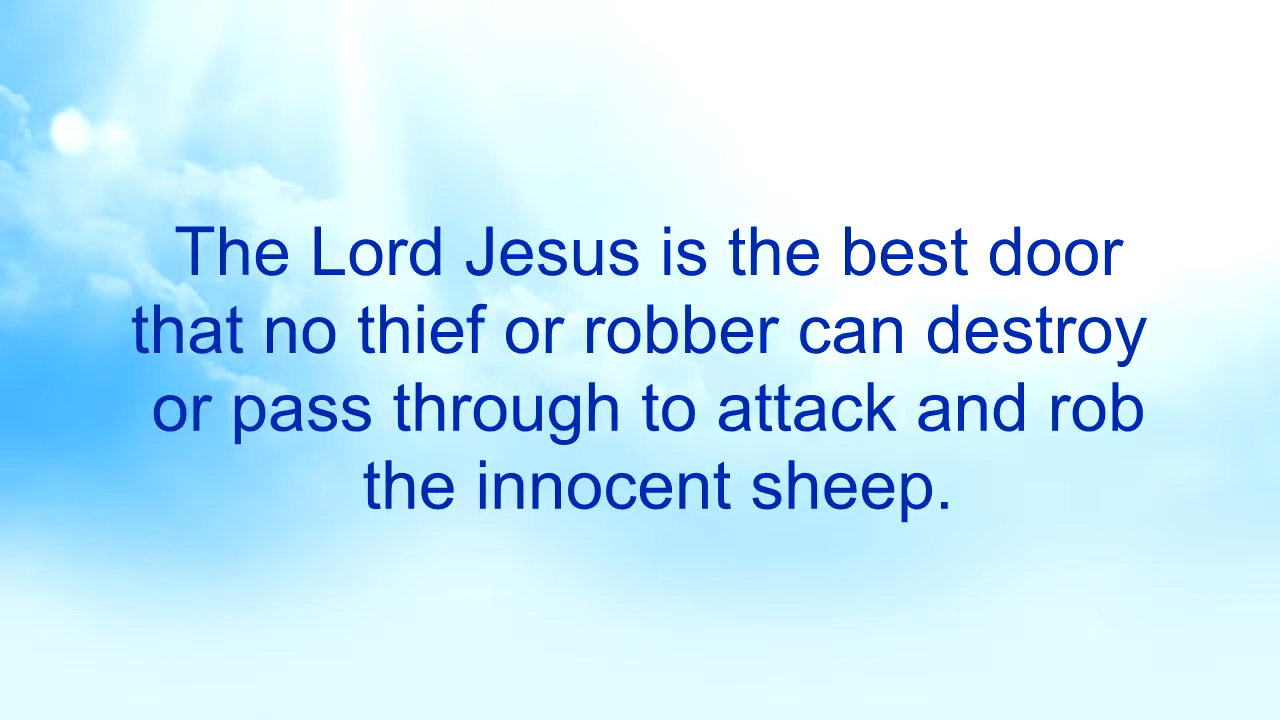 The Lord Jesus is the best door
that no thief or robber can destroy
or pass through to attack and rob
the innocent sheep.